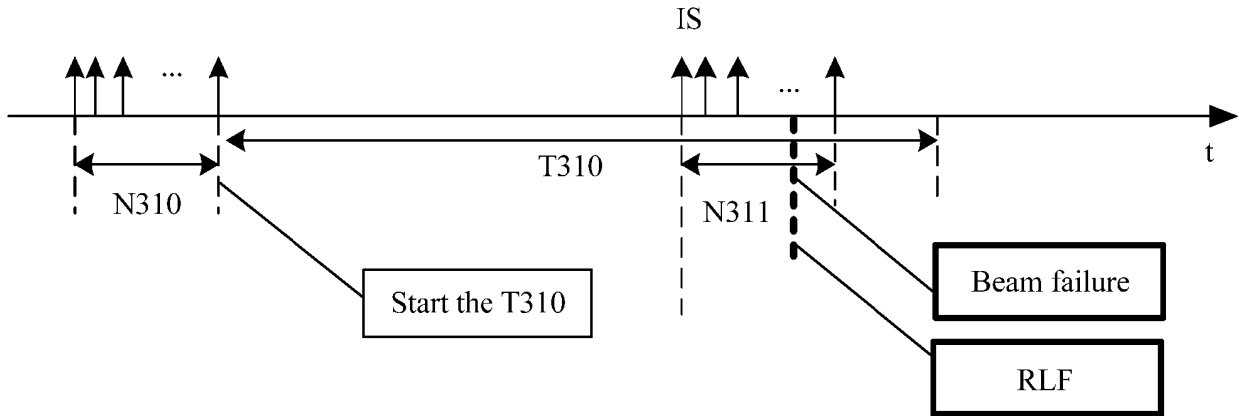 IS
...
...
t
T310
N310
N311
Start the T310
Beam failure
RLF